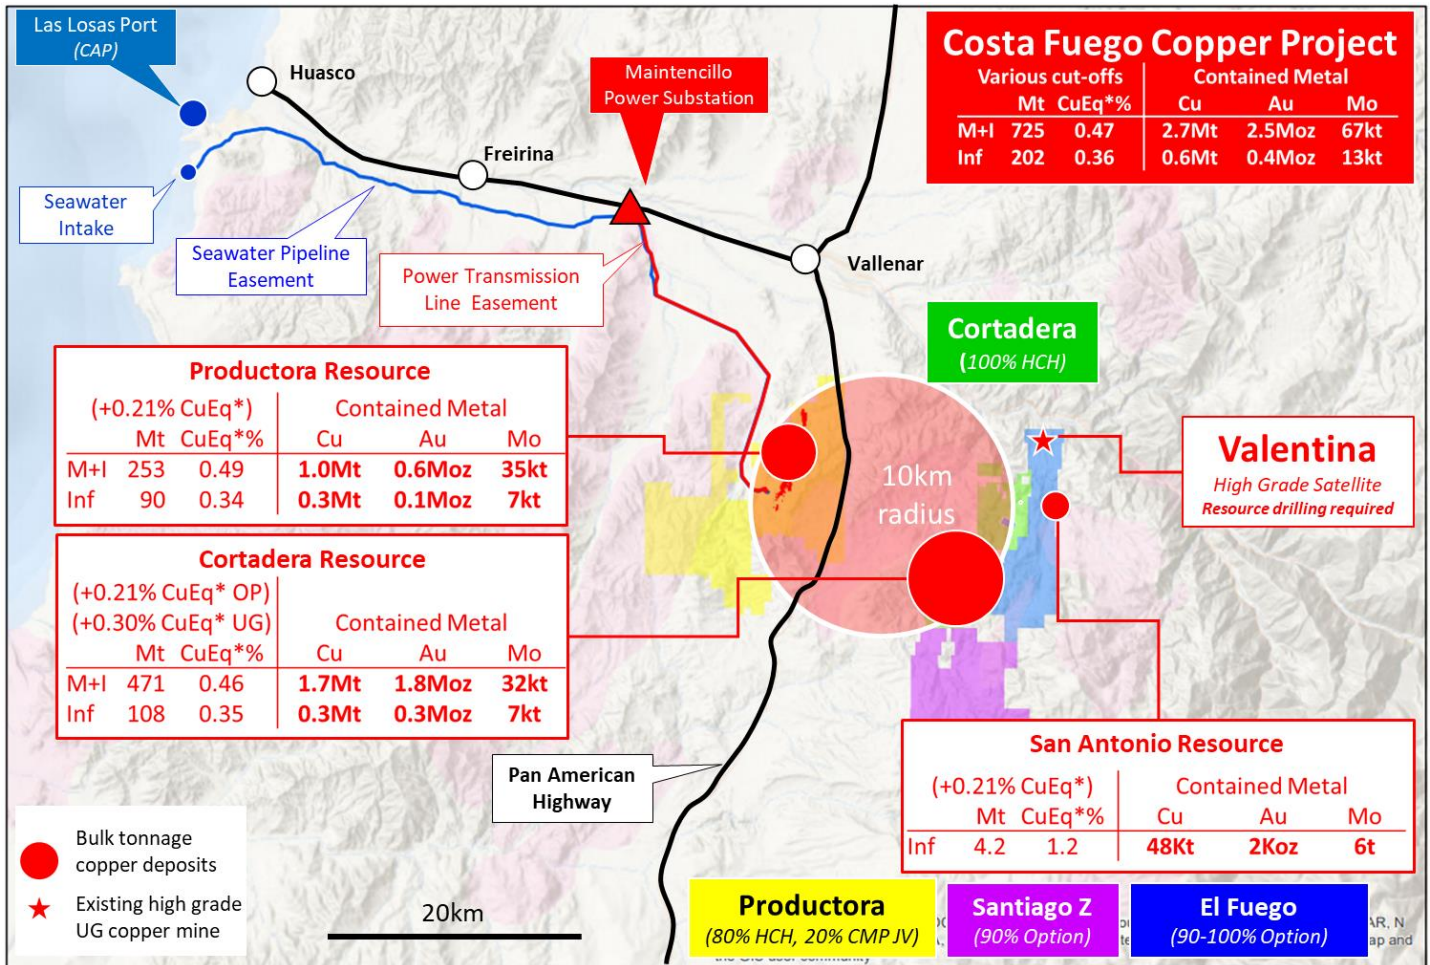 Las Losas Port
(CAP)
Huasco
Maintencillo
Power Substation
Costa Fuego Copper Project
Various cut-offs Contained Metal
Mt CuEq*% Cu Au Mo
M+I 725 0.47 2.7Mt 2.5Moz 67kt
Inf 202 0.36 0.6Mt 0.4Moz 13kt
Freirina
Seawater
Intake
Seawater Pipeline
Easement
Power Transmission
Line Easement
Vallenar
Cortadera
(100% HCH)
Productora Resource
(+0.21% CuEq*) Contained Metal
Mt CuEq*% Cu Au Mo
M+I 253 0.49 1.0Mt 0.6Moz 35kt
Inf 90 0.34 0.3Mt 0.1Moz 7kt
10km
radius
Valentina
High Grade Satellite
Resource drilling required
Cortadera Resource
(+0.21% CuEq* OP)
(+0.30% CuEq* UG) Contained Metal
Mt CuEq*% Cu Au Mo
M+I 471 0.46 1.7Mt 1.8Moz 32kt
Inf 108 0.35 0.3Mt 0.3Moz 7kt
San Antonio Resource
(+0.21% CuEq*) Contained Metal
Mt CuEq*% Cu Au Mo
Inf 4.2 1.2 48Kt 2Koz 6t
Pan American
Highway
Bulk tonnage
copper deposits
Existing high grade
UG copper mine
20km
Productora
(80% HCH, 20% CMP JV)
Santiago Z
(90% Option)
El Fuego
(90-100% Option)